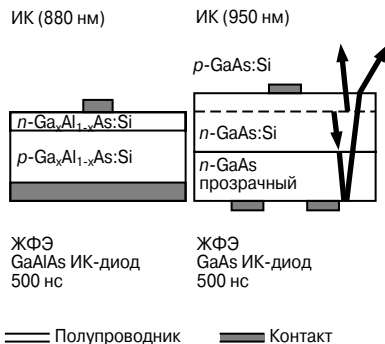 ИК (880 нм)
ИК (950 нм)
p-GaAs:Si
n-GaₓAl₁₋ₓAs:Si
p-GaₓAl₁₋ₓAs:Si
n-GaAs:Si
n-GaAs
прозрачный
ЖФЭ
GaAlAs ИК-диод
500 нс
ЖФЭ
GaAs ИК-диод
500 нс
Полупроводник
Контакт